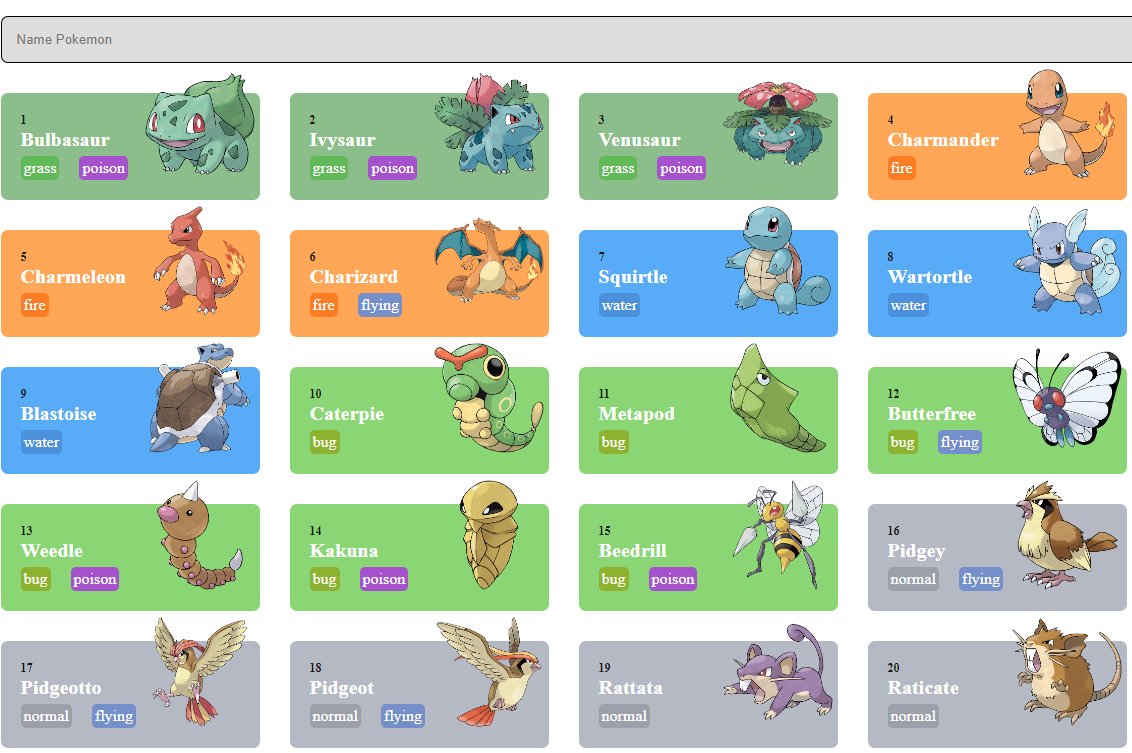 Name Pokemon
1
Bulbasaur
grass poison
2
Ivysaur
grass poison
3
Venusaur
grass poison
4
Charmander
fire
5
Charmeleon
fire
6
Charizard
fire flying
7
Squirtle
water
8
Wartortle
water
9
Blastoise
water
10
Caterpie
bug
11
Metapod
bug
12
Butterfree
bug flying
13
Weedle
bug poison
14
Kakuna
bug poison
15
Beedrill
bug poison
16
Pidgey
normal flying
17
Pidgeotto
normal flying
18
Pidgeot
normal flying
19
Rattata
normal
20
Raticate
normal